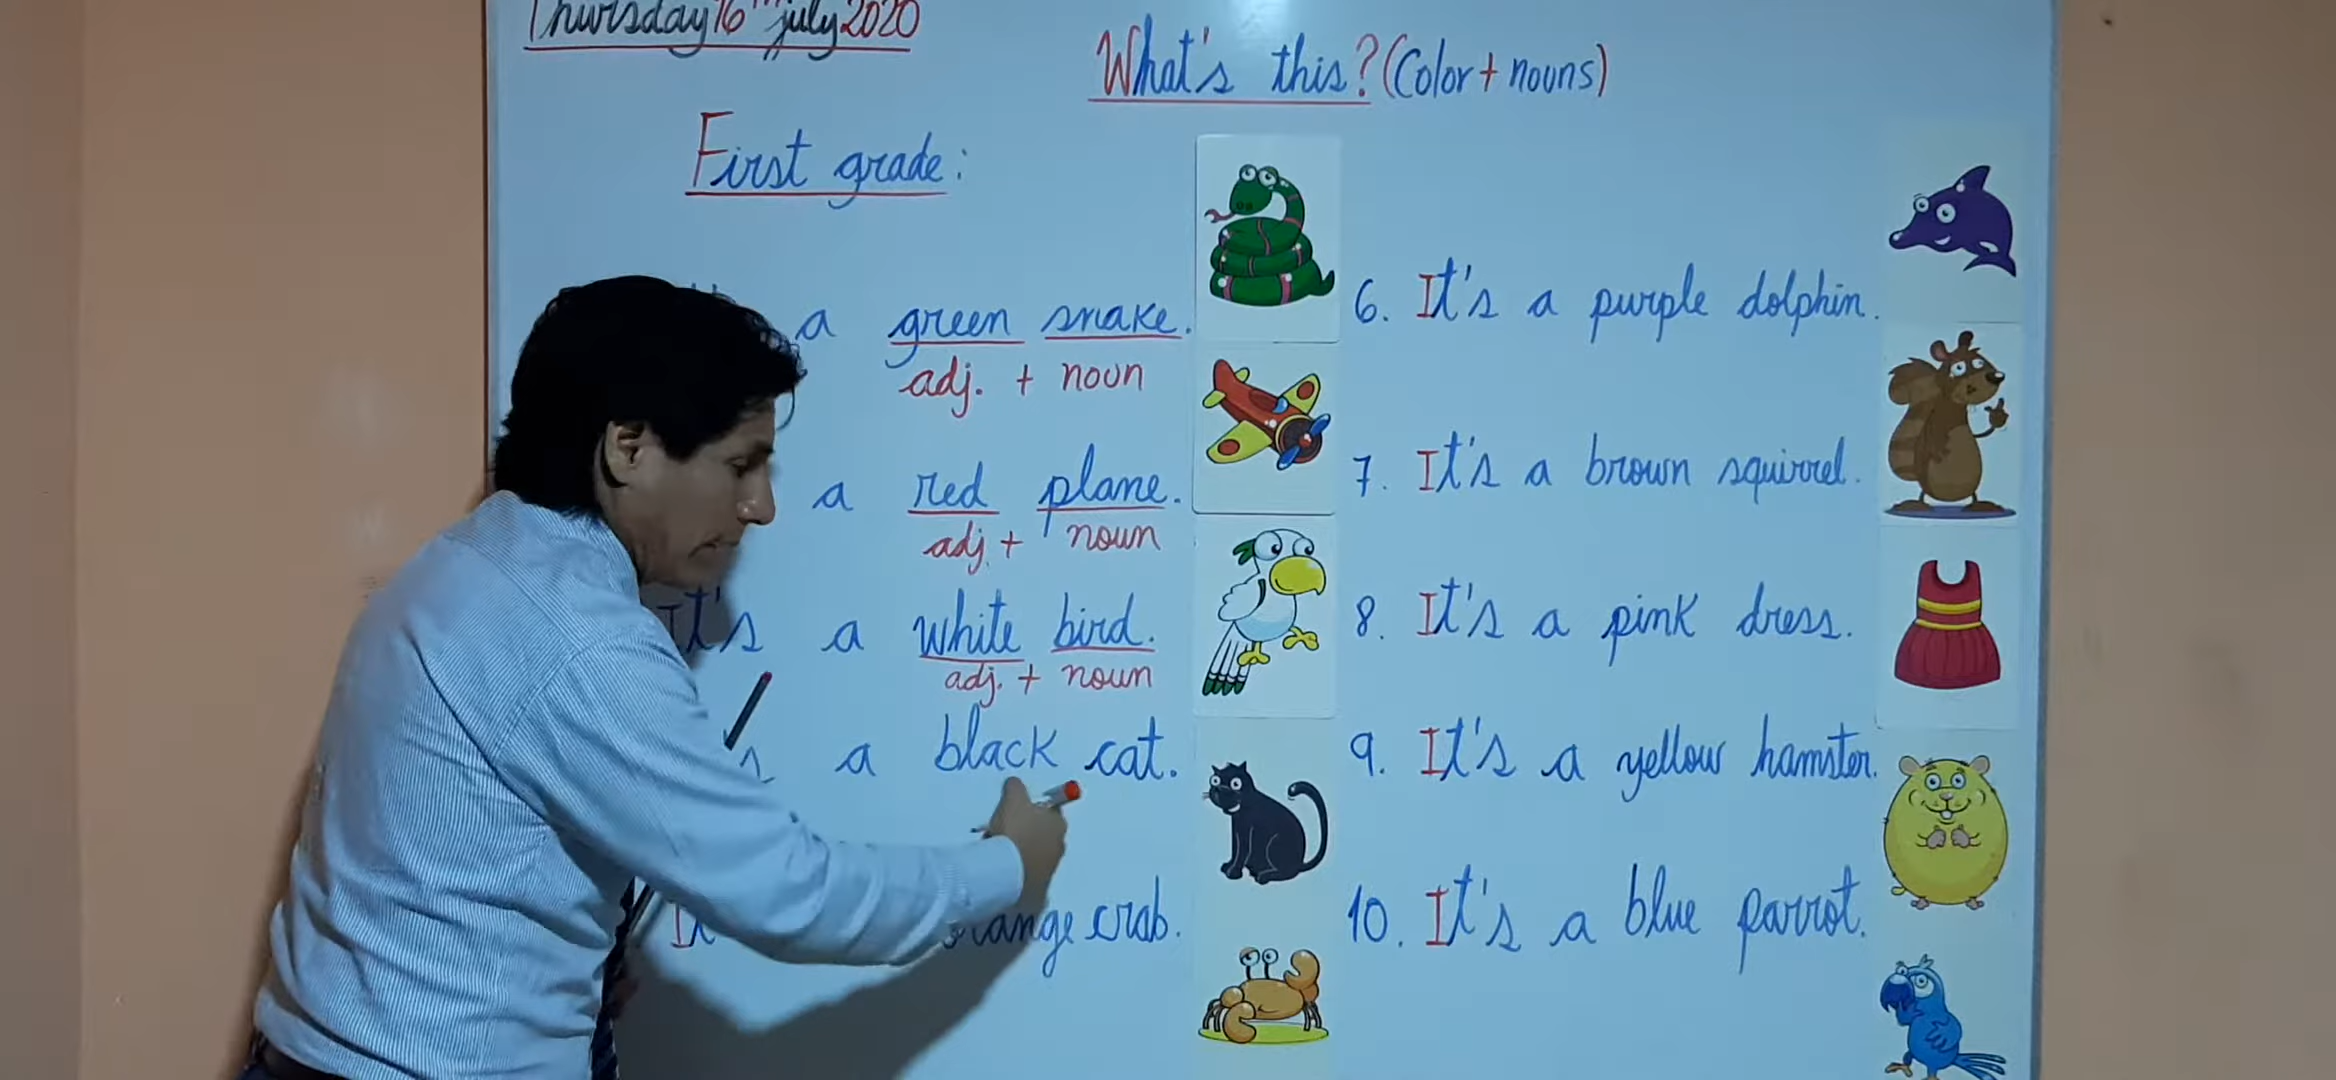 Thursday 16th july 2020
What's this? (Color + nouns)
First grade:
a green snake.
adj. + noun
a red plane.
adj. + noun
It's a white bird.
adj. + noun
a black cat.
crab.
6. It's a purple dolphin.
7. It's a brown squirrel.
8. It's a pink dress.
9. It's a yellow hamster.
10. It's a blue parrot.